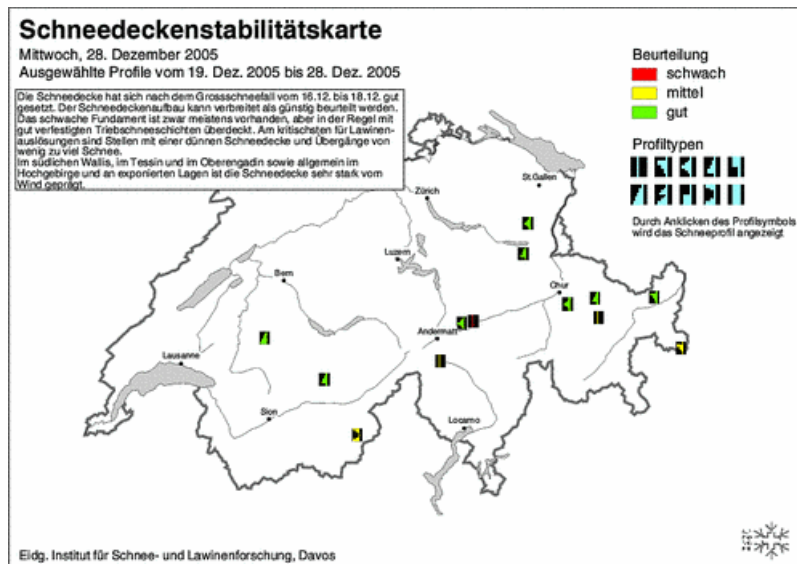 Schneedeckenstabilitätskarte
Mittwoch, 28. Dezember 2005
Ausgewählte Profile vom 19. Dez. 2005 bis 28. Dez. 2005
Die Schneedecke hat sich nach dem Grosschneefall vom 16.12. bis 18.12. gut
gesetzt. Der Schneedeckenaufbau kann verbreitet als günstig beurteilt werden.
Das schwache Fundament ist zwar meistens vorhanden, aber in der Regel mit
gut verfestigten Triebschneeschichten überdeckt. Am kritischsten für Lawinen-
auslösungen sind Stellen mit einer dünnen Schneedecke und Übergänge von
wenig zu viel Schnee.
Im südlichen Wallis, im Tessin und im Oberengadin sowie allgemein im
Hochgebirge und an exponierten Lagen ist die Schneedecke sehr stark vom
Wind geprägt.
Beurteilung
schwach
mittel
gut
Profiltypen
Durch Anklicken des Profilsymbols
wird das Schneeprofil angezeigt
St.Gallen
Zürich
Luzern
Bern
Chur
Andermatt
Lausanne
Sion
Locarno
Eidg. Institut für Schnee- und Lawinenforschung, Davos